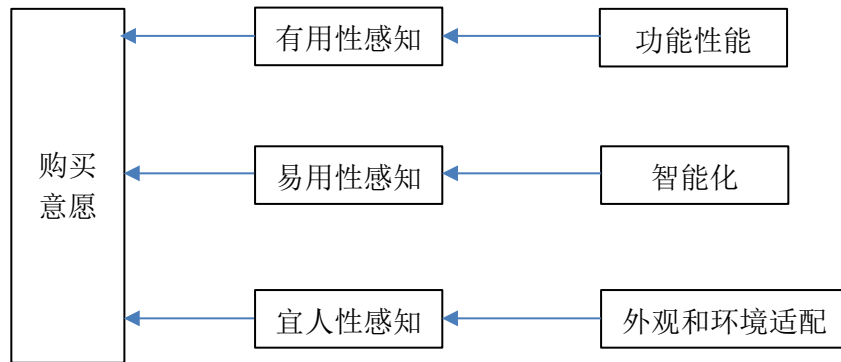 有用性感知
功能性能
购买
意愿
易用性感知
智能化
宜人性感知
外观和环境适配